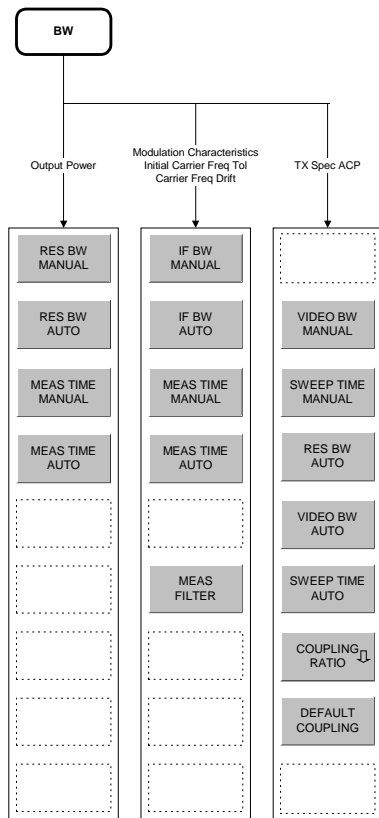 BW
Output Power
Modulation Characteristics
Initial Carrier Freq Tol
Carrier Freq Drift
TX Spec ACP
RES BW
MANUAL
RES BW
AUTO
MEAS TIME
MANUAL
MEAS TIME
AUTO
IF BW
MANUAL
IF BW
AUTO
MEAS TIME
MANUAL
MEAS TIME
AUTO
MEAS
FILTER
VIDEO BW
MANUAL
SWEEP TIME
MANUAL
RES BW
AUTO
VIDEO BW
AUTO
SWEEP TIME
AUTO
COUPLING
RATIO
DEFAULT
COUPLING